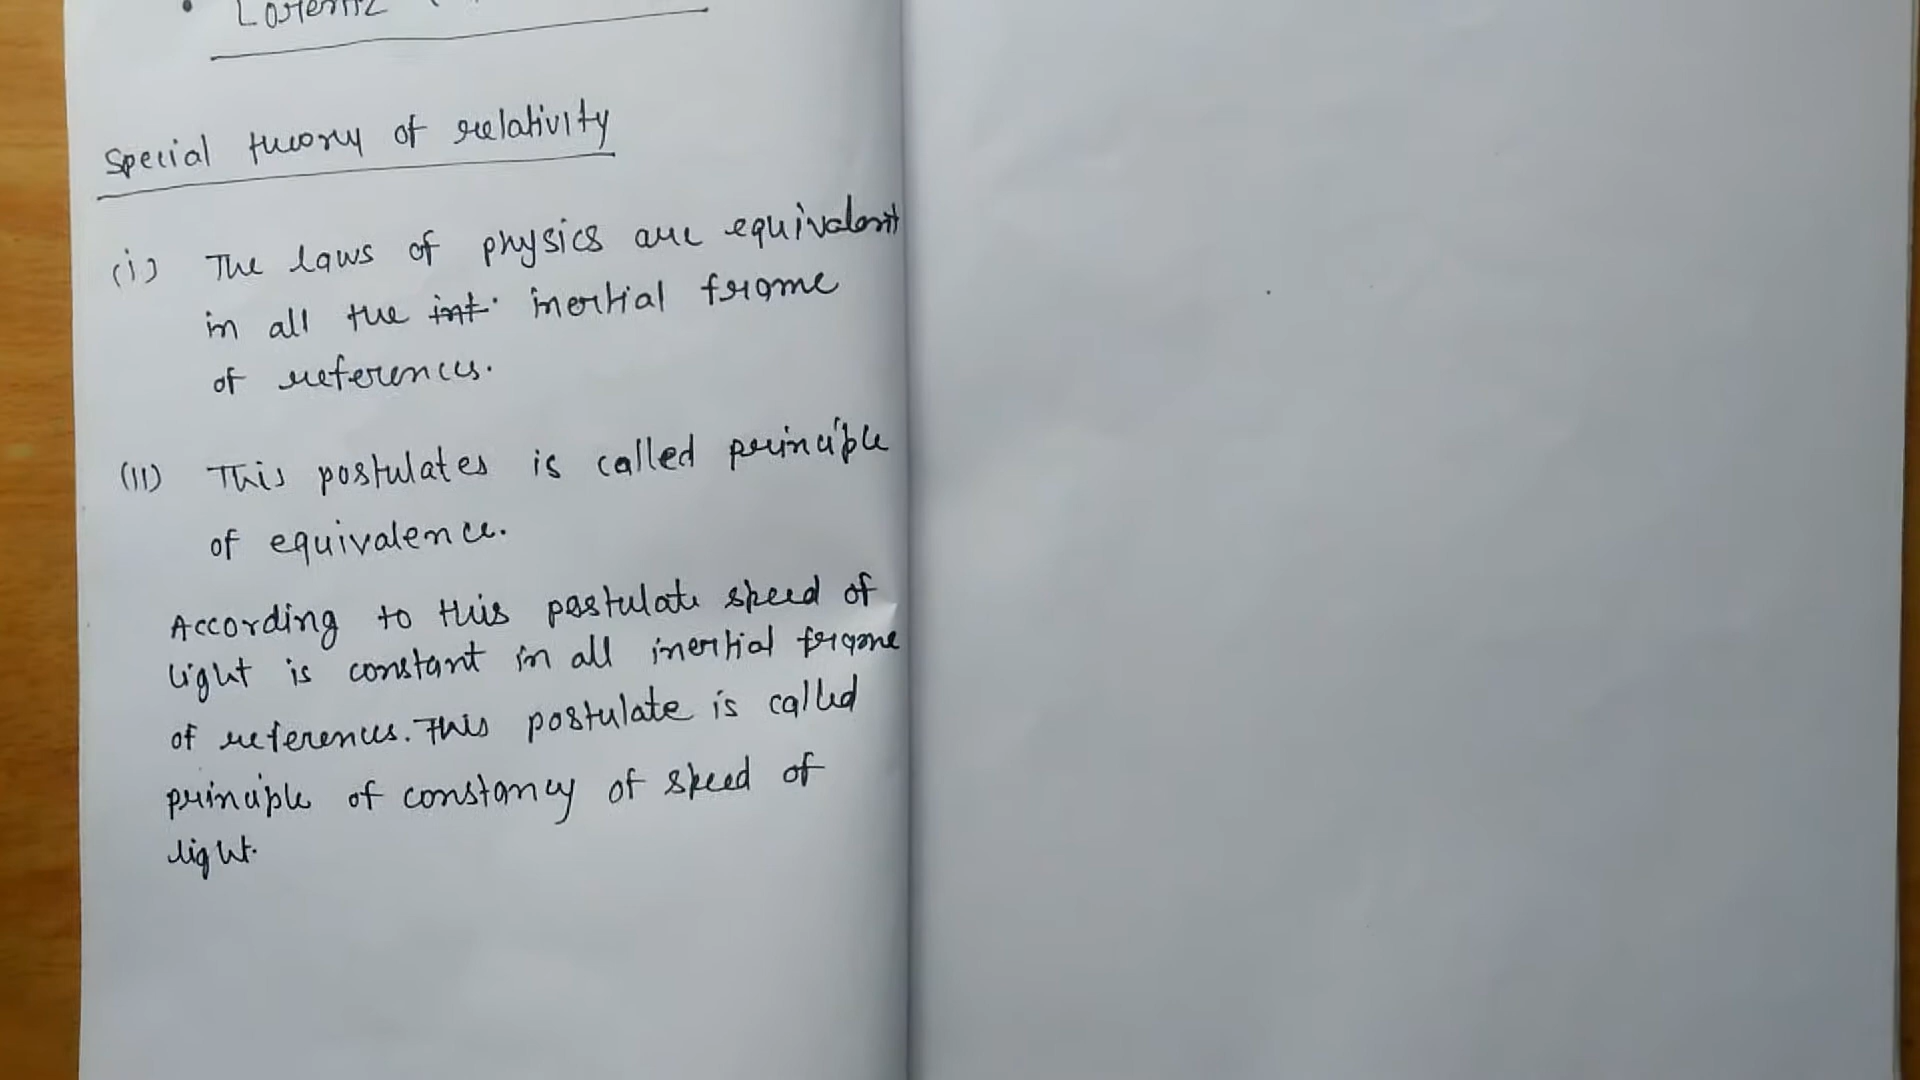 Lorentz
Special theory of relativity
(i) The laws of physics are equivalent
in all the int. inertial frame
of references.
(II) This postulates is called principle
of equivalence.
According to this postulate speed of
light is constant in all inertial frame
of references. This postulate is called
principle of constancy of speed of
light.